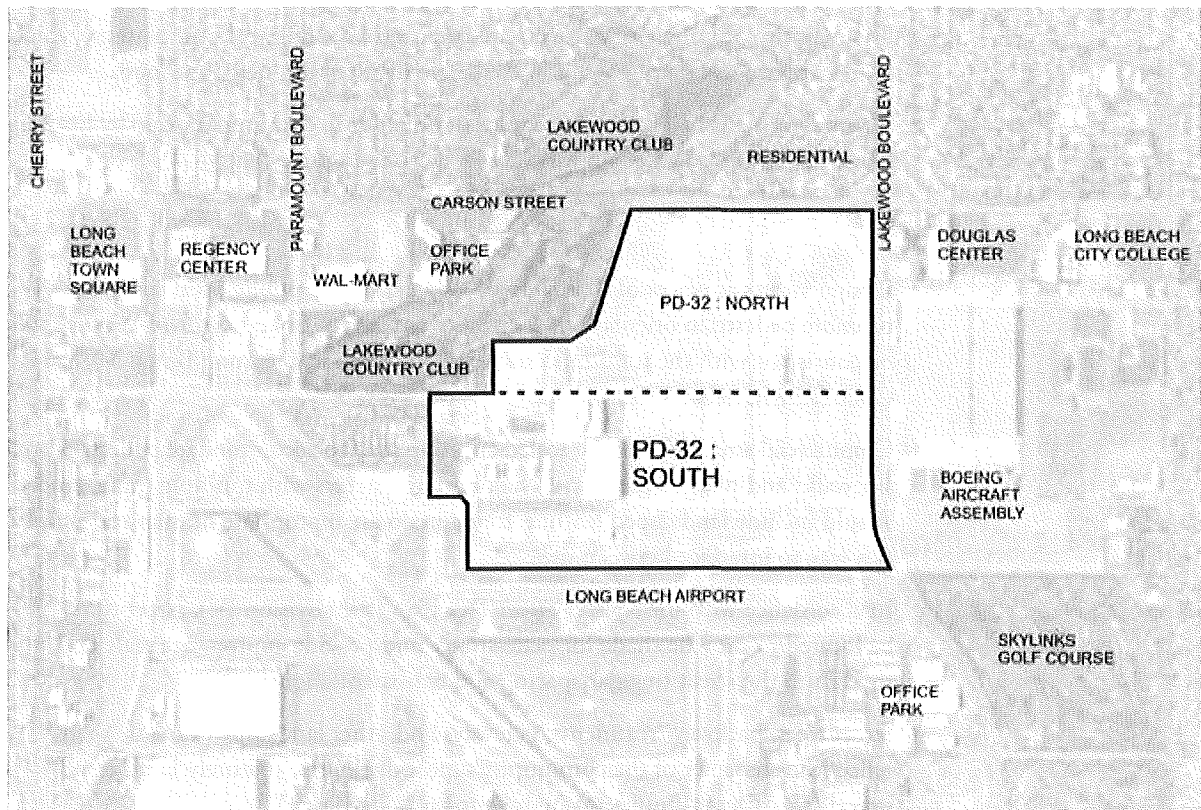 CHERRY STREET
PARAMOUNT BOULEVARD
LAKEWOOD BOULEVARD
LAKEWOOD
COUNTRY CLUB
RESIDENTIAL
CARSON STREET
LONG
BEACH
TOWN
SQUARE
REGENCY
CENTER
WAL-MART
OFFICE
PARK
DOUGLAS
CENTER
LONG BEACH
CITY COLLEGE
PD-32 : NORTH
LAKEWOOD
COUNTRY CLUB
PD-32 :
SOUTH
BOEING
AIRCRAFT
ASSEMBLY
LONG BEACH AIRPORT
SKYLINKS
GOLF COURSE
OFFICE
PARK